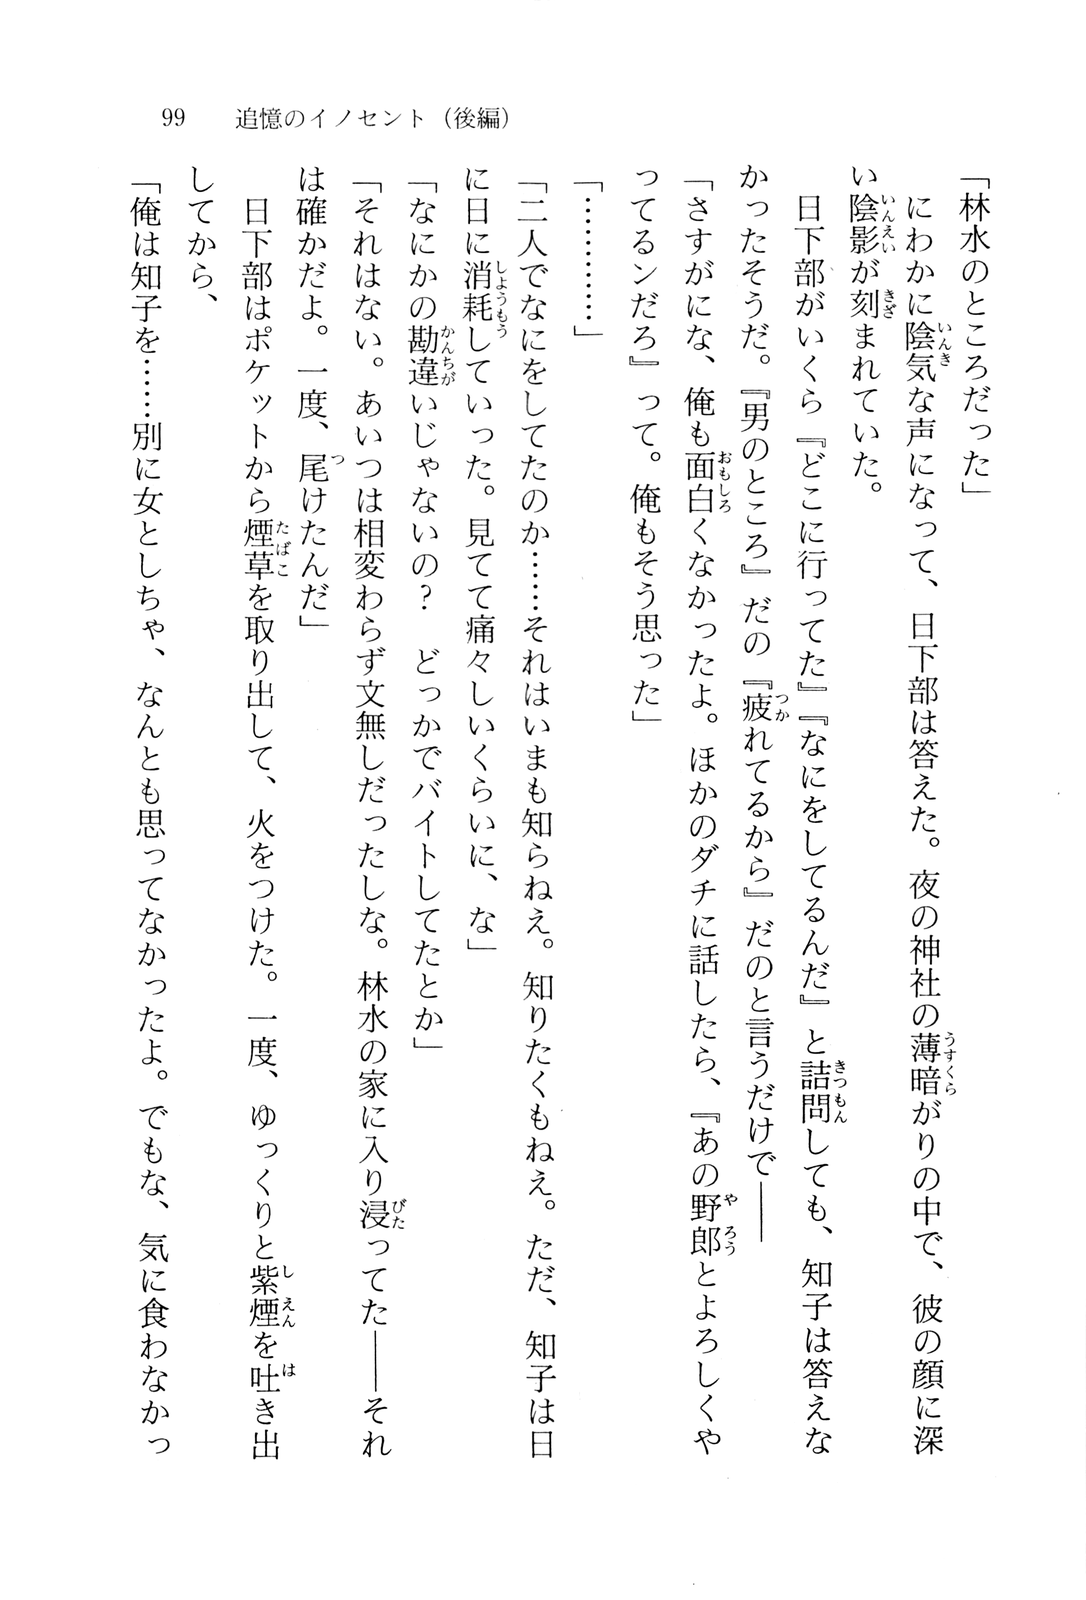 99 追憶のイノセント（後編）
「林水のところだった」
にわかに陰気な声になって、日下部は答えた。夜の神社の薄暗がりの中で、彼の顔に深
い陰影が刻まれていた。
日下部がいくら『どこに行ってた』『なにをしてるんだ』と詰問しても、知子は答えな
かったそうだ。『男のところ』だの『疲れてるから』だのと言うだけで――
「さすがにな、俺も面白くなかったよ。ほかのダチに話したら、『あの野郎とよろしくや
ってるンだろ』って。俺もそう思った」
「…………」
「二人でなにをしてたのか……それはいまも知らねえ。知りたくもねえ。ただ、知子は日
に日に消耗していった。見てて痛々しいくらいに、な」
「なにかの勘違いじゃないの？　どっかでバイトしてたとか」
「それはない。あいつは相変わらず文無しだったしな。林水の家に入り浸ってた――それ
は確かだよ。一度、尾けたんだ」
日下部はポケットから煙草を取り出して、火をつけた。一度、ゆっくりと紫煙を吐き出
してから、
「俺は知子を……別に女としちゃ、なんとも思ってなかったよ。でもな、気に食わなかっ